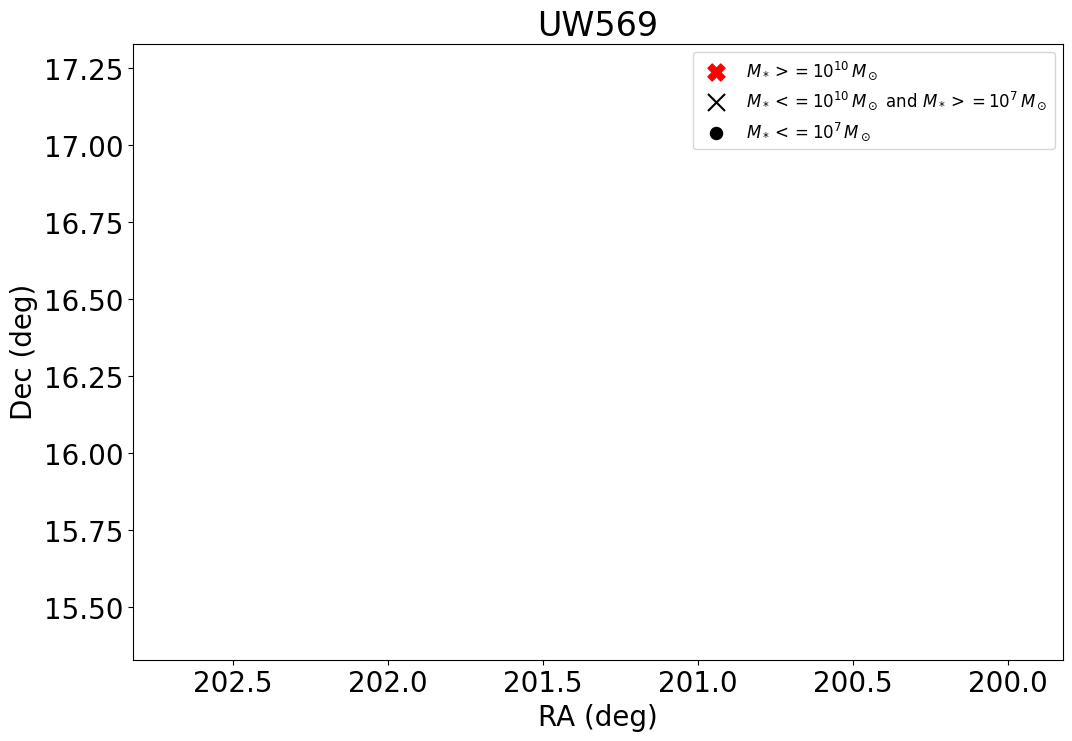 UW569
M* >= 10^10 M⊙
M* <= 10^10 M⊙ and M* >= 10^7 M⊙
M* <= 10^7 M⊙
17.25
17.00
16.75
16.50
16.25
16.00
15.75
15.50
Dec (deg)
202.5 202.0 201.5 201.0 200.5 200.0
RA (deg)